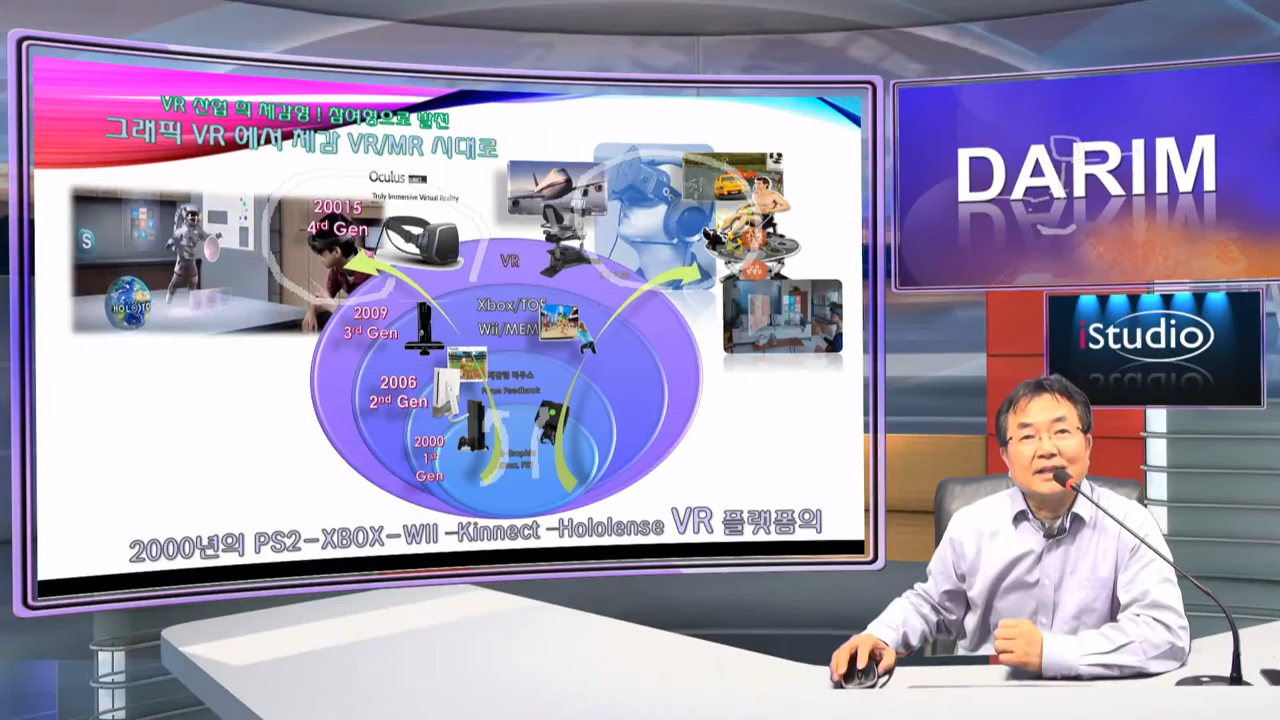 VR 산업 의 체감형 ! 참여형으로 발전
그래픽 VR 에서 체감 VR/MR 시대로
Oculus
Truly Immersive Virtual Reality
20015
4rd Gen
S
HOLO
VR
2009
3rd Gen
Xbox/TOF
Wii/MEM
2006
2nd Gen
Force Feedback
2000
1st
Gen
2000년의 PS2-XBOX-WII -Kinnect -Hololense VR 플랫폼의
DARIM
iStudio